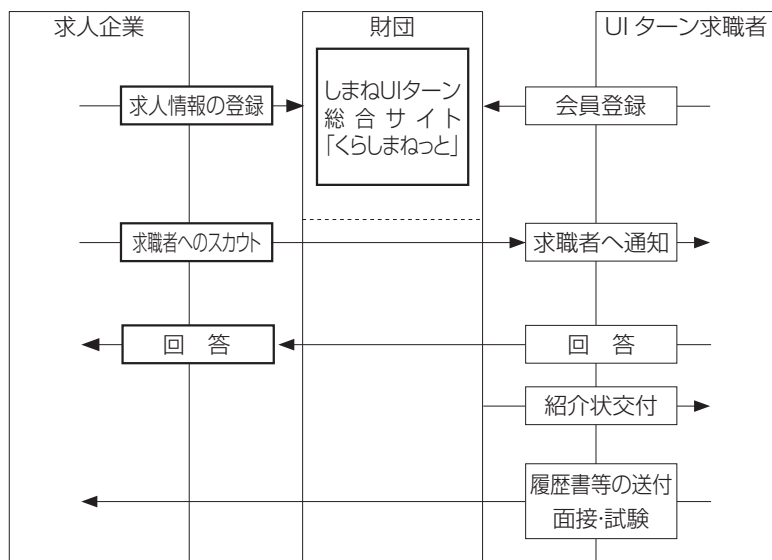 求人企業
財団
UIターン求職者
求人情報の登録
しまねUIターン
総合サイト
「くらしまねっと」
会員登録
求職者へのスカウト
求職者へ通知
回 答
回 答
紹介状交付
履歴書等の送付
面接・試験